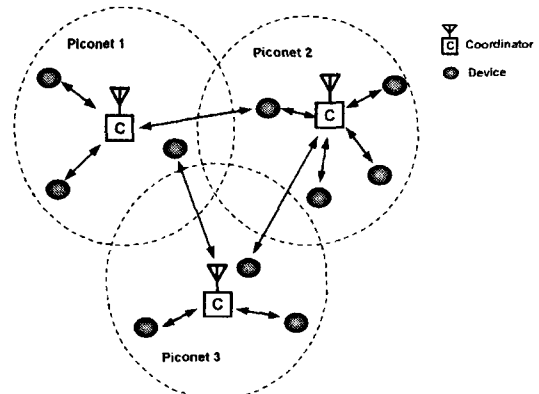 Piconet 1
Piconet 2
C Coordinator
Device
C
C
C
Piconet 3